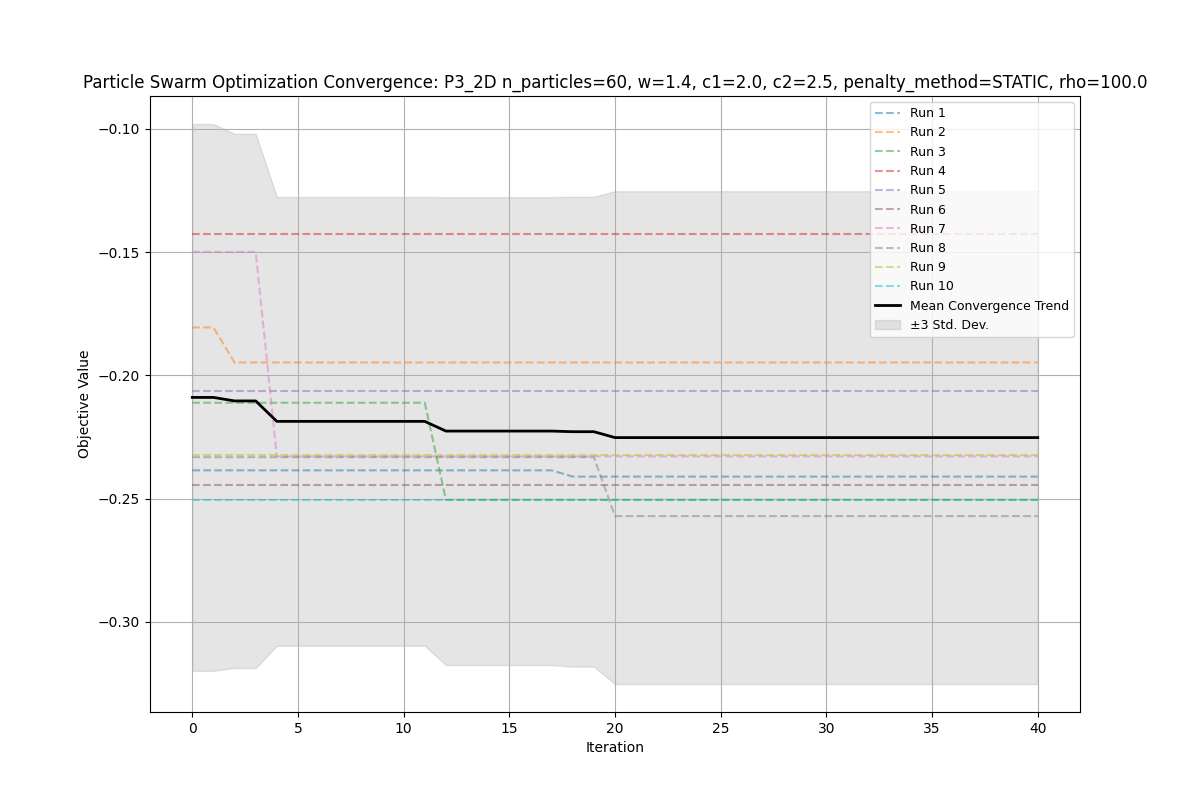 Particle Swarm Optimization Convergence: P3_2D n_particles=60, w=1.4, c1=2.0, c2=2.5, penalty_method=STATIC, rho=100.0
Objective Value
−0.10
−0.15
−0.20
−0.25
−0.30
Run 1
Run 2
Run 3
Run 4
Run 5
Run 6
Run 7
Run 8
Run 9
Run 10
Mean Convergence Trend
±3 Std. Dev.
0 5 10 15 20 25 30 35 40
Iteration